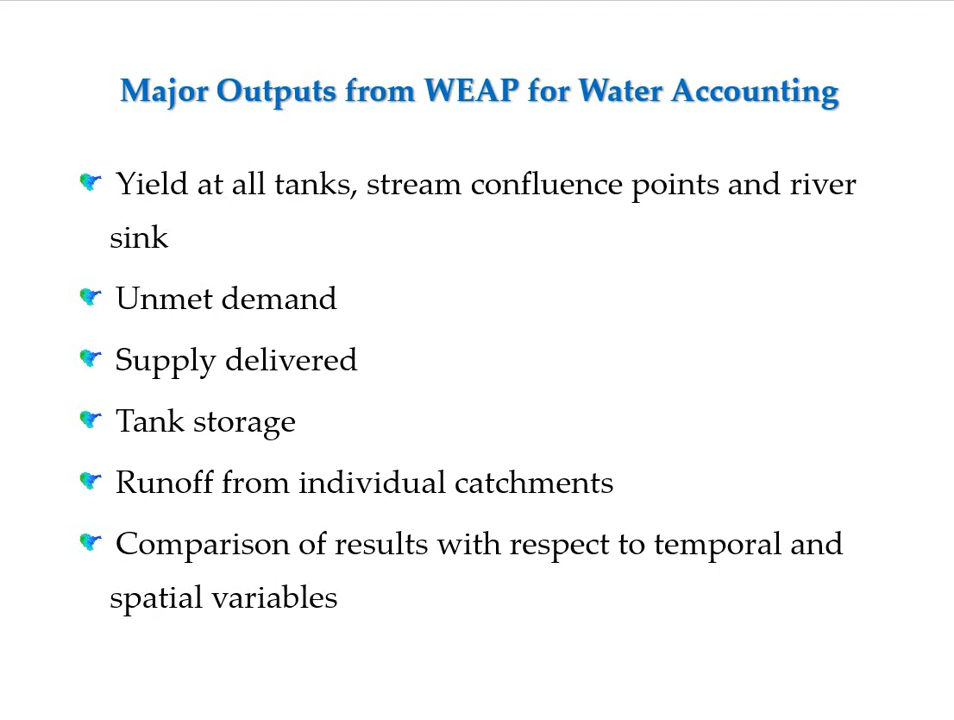 Major Outputs from WEAP for Water Accounting
Yield at all tanks, stream confluence points and river
sink
Unmet demand
Supply delivered
Tank storage
Runoff from individual catchments
Comparison of results with respect to temporal and
spatial variables